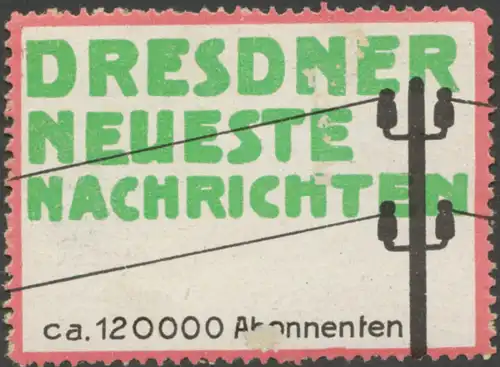 DRESDNER
NEUESTE
NACHRICHTEN
ca. 120000 Abonnenten